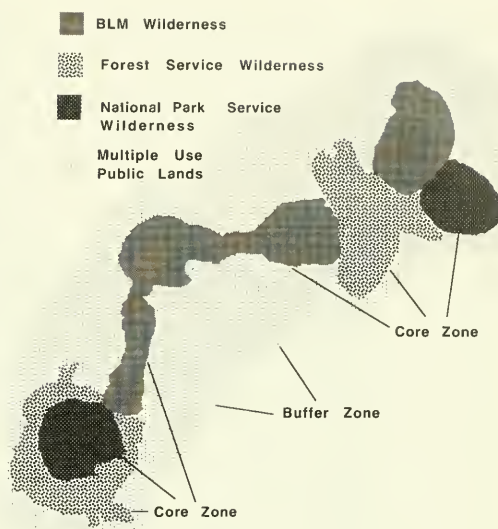 BLM Wilderness
Forest Service Wilderness
National Park Service
Wilderness
Multiple Use
Public Lands
Core Zone
Buffer Zone
Core Zone